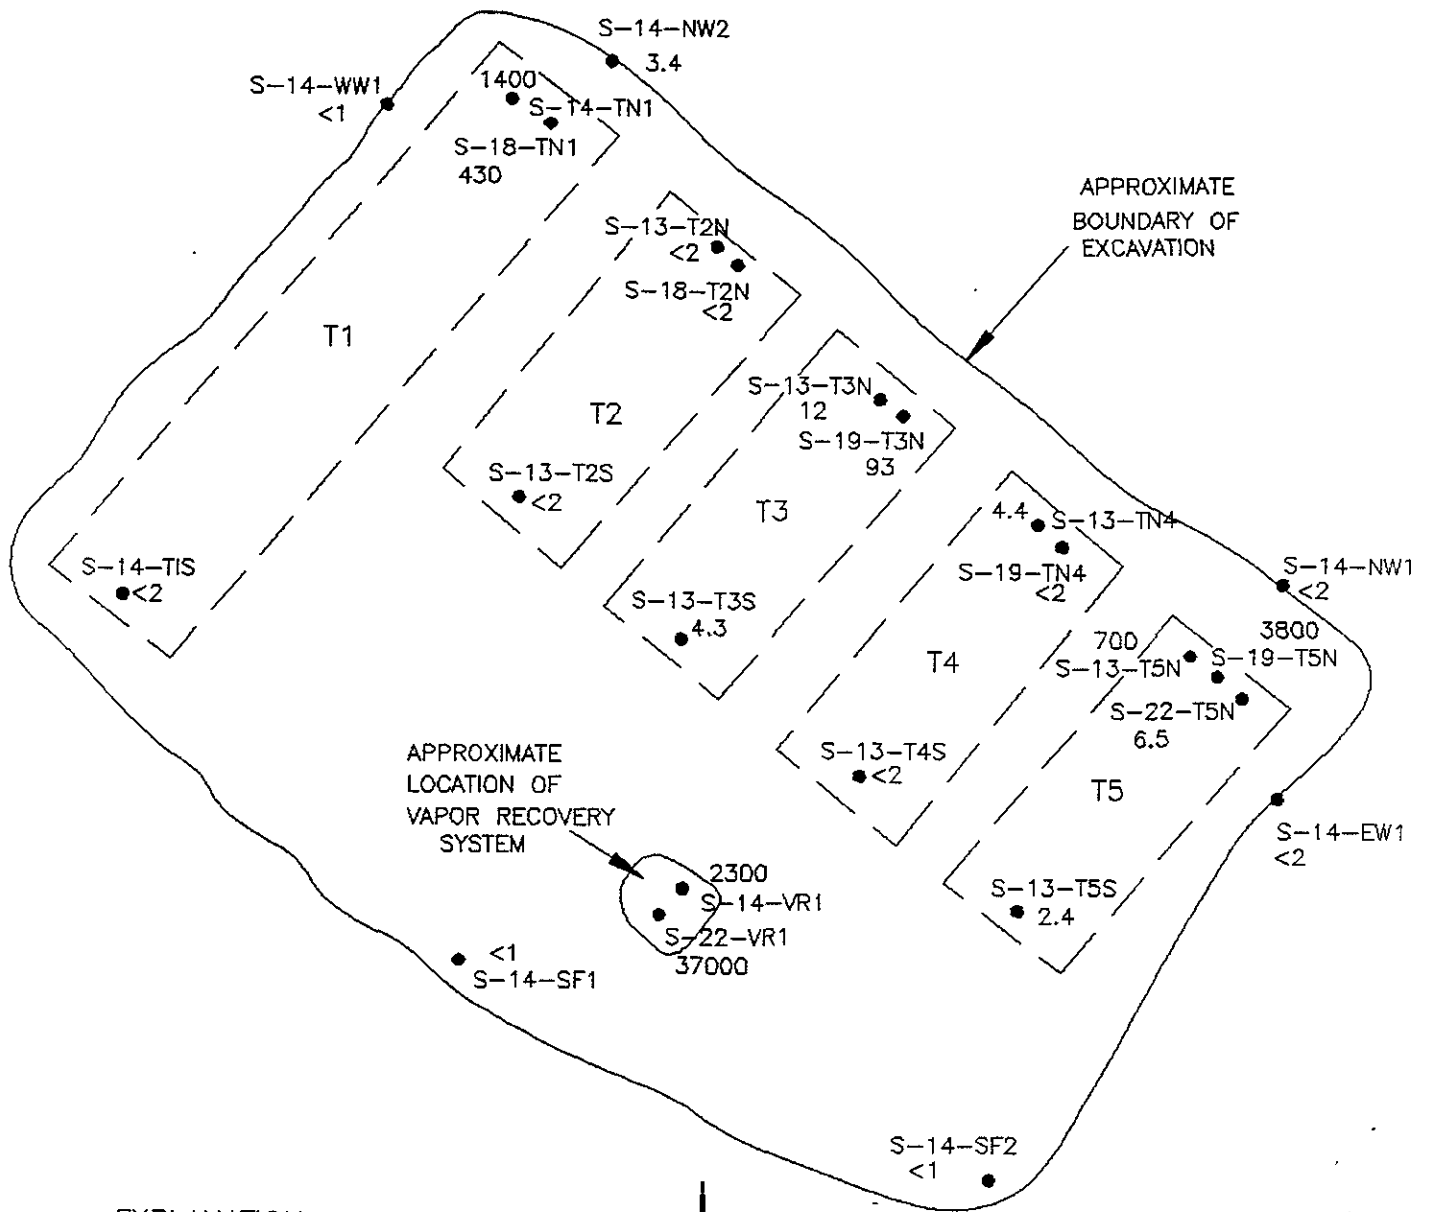 S-14-NW2
3.4
S-14-WW1
<1
1400
S-14-TN1
S-18-TN1
430
APPROXIMATE
BOUNDARY OF
EXCAVATION
S-13-T2N
<2
S-18-T2N
<2
T1
S-13-T3N
12
S-19-T3N
93
T2
S-13-T2S
<2
T3
4.4
S-13-TN4
S-19-TN4
<2
S-14-NW1
<2
S-14-TIS
<2
S-13-T3S
4.3
3800
700
S-19-T5N
S-13-T5N
T4
S-22-T5N
6.5
APPROXIMATE
LOCATION OF
VAPOR RECOVERY
SYSTEM
S-13-T4S
<2
T5
S-14-EW1
<2
2300
S-14-VR1
S-22-VR1
37000
S-13-T5S
2.4
<1
S-14-SF1
S-14-SF2
<1